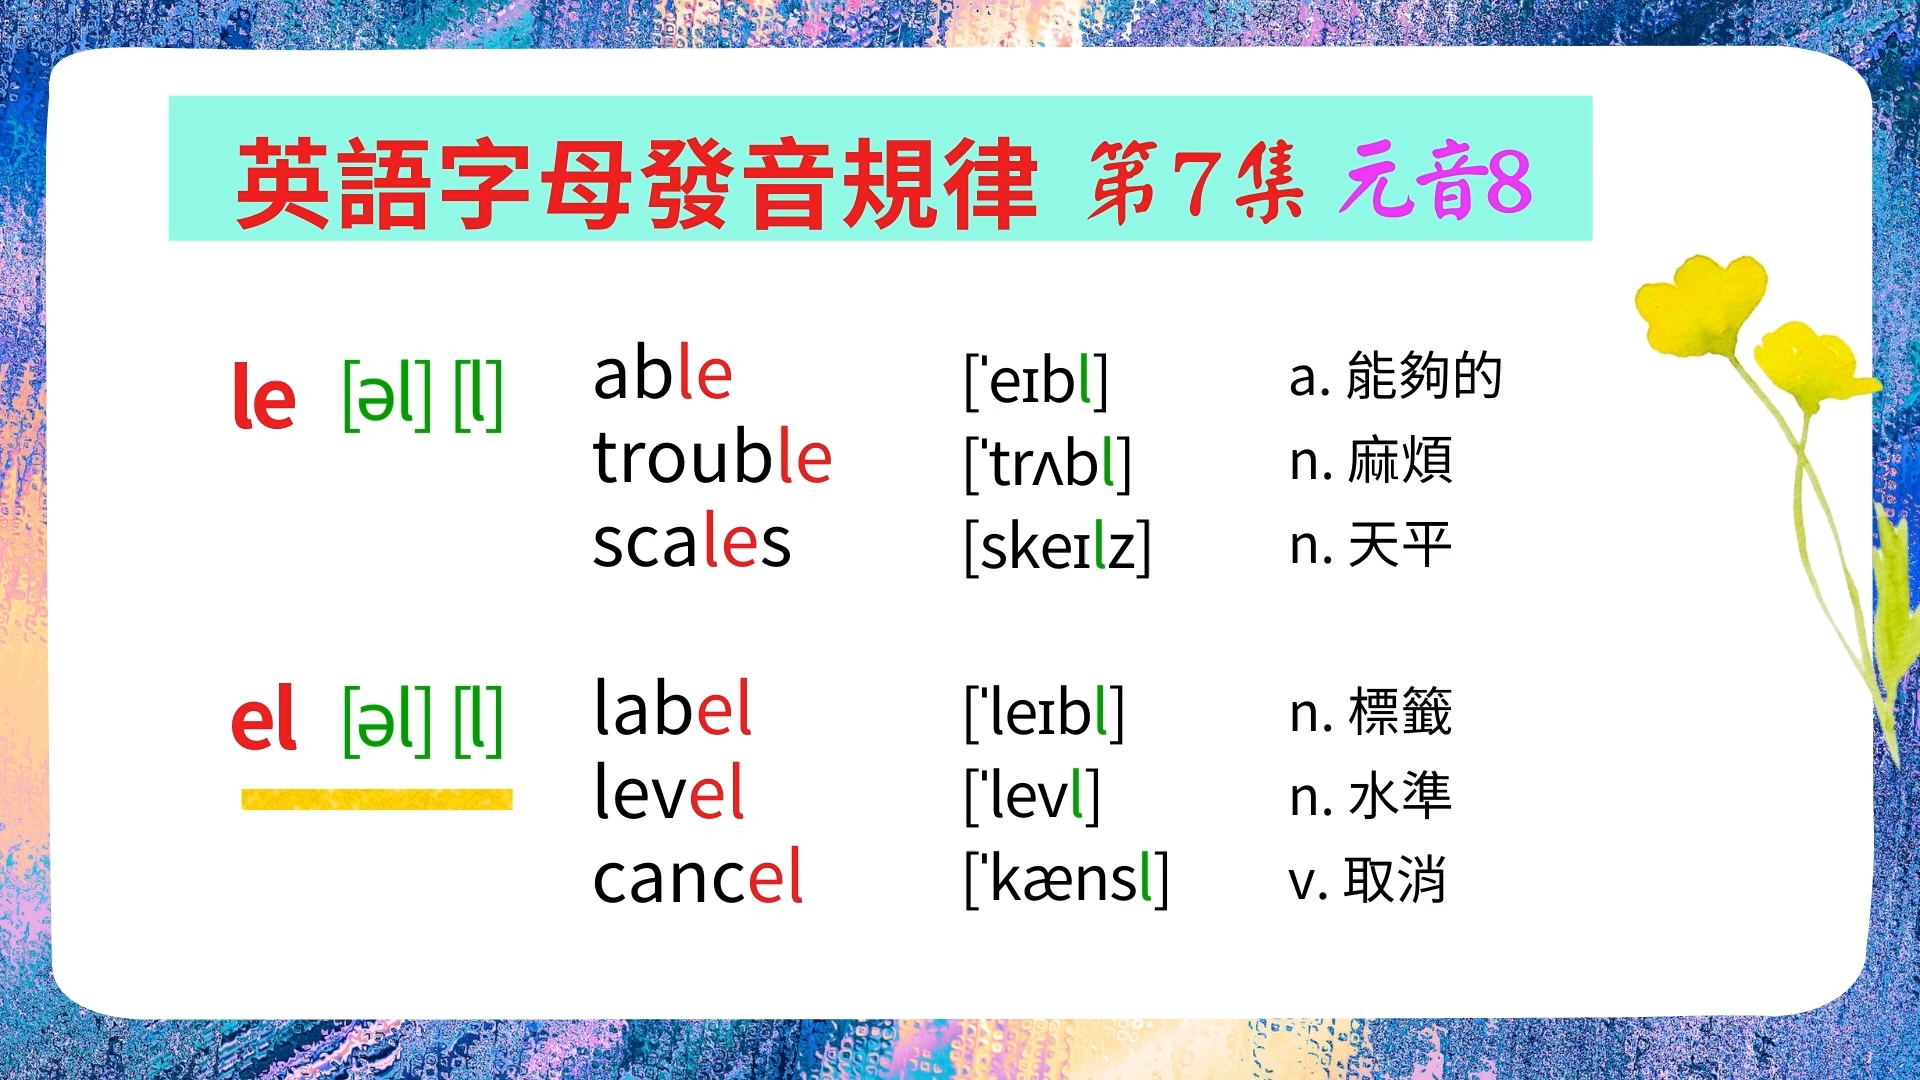 英語字母發音規律 第7集 元音8
le [əl] [l] able ['eɪbl] a. 能夠的
trouble ['trʌbl] n. 麻煩
scales [skeɪlz] n. 天平
el [əl] [l] label ['leɪbl] n. 標籤
level ['levl] n. 水準
cancel ['kænsl] v. 取消